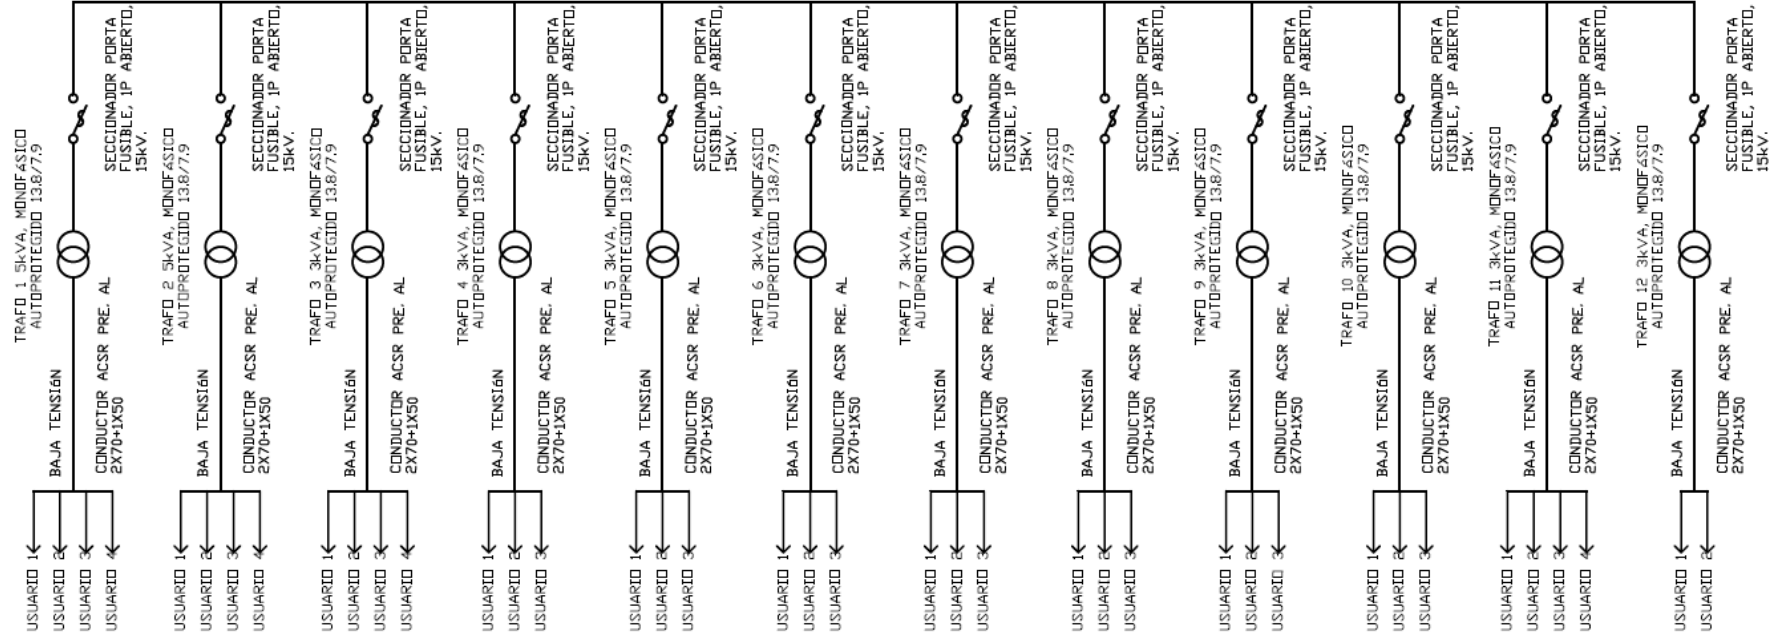 TRAFO 1 5kVA, MONOFÁSICO
AUTOPROTEGIDO 13.8/7.9
SECCIONADOR PORTA
FUSIBLE, 1P ABIERTO,
15kV.
BAJA TENSIÓN
CONDUCTOR ACSR PRE. AL
2X70+1X50
USUARIO 1
USUARIO 2
USUARIO 3
USUARIO 4
TRAFO 2 5kVA, MONOFÁSICO
AUTOPROTEGIDO 13.8/7.9
SECCIONADOR PORTA
FUSIBLE, 1P ABIERTO,
15kV.
BAJA TENSIÓN
CONDUCTOR ACSR PRE. AL
2X70+1X50
USUARIO 1
USUARIO 2
USUARIO 3
USUARIO 4
TRAFO 3 3kVA, MONOFÁSICO
AUTOPROTEGIDO 13.8/7.9
SECCIONADOR PORTA
FUSIBLE, 1P ABIERTO,
15kV.
BAJA TENSIÓN
CONDUCTOR ACSR PRE. AL
2X70+1X50
USUARIO 1
USUARIO 2
USUARIO 3
USUARIO 4
TRAFO 4 3kVA, MONOFÁSICO
AUTOPROTEGIDO 13.8/7.9
SECCIONADOR PORTA
FUSIBLE, 1P ABIERTO,
15kV.
BAJA TENSIÓN
CONDUCTOR ACSR PRE. AL
2X70+1X50
USUARIO 1
USUARIO 2
USUARIO 3
TRAFO 5 3kVA, MONOFÁSICO
AUTOPROTEGIDO 13.8/7.9
SECCIONADOR PORTA
FUSIBLE, 1P ABIERTO,
15kV.
BAJA TENSIÓN
CONDUCTOR ACSR PRE. AL
2X70+1X50
USUARIO 1
USUARIO 2
USUARIO 3
TRAFO 6 3kVA, MONOFÁSICO
AUTOPROTEGIDO 13.8/7.9
SECCIONADOR PORTA
FUSIBLE, 1P ABIERTO,
15kV.
BAJA TENSIÓN
CONDUCTOR ACSR PRE. AL
2X70+1X50
USUARIO 1
USUARIO 2
USUARIO 3
TRAFO 7 3kVA, MONOFÁSICO
AUTOPROTEGIDO 13.8/7.9
SECCIONADOR PORTA
FUSIBLE, 1P ABIERTO,
15kV.
BAJA TENSIÓN
CONDUCTOR ACSR PRE. AL
2X70+1X50
USUARIO 1
USUARIO 2
USUARIO 3
TRAFO 8 3kVA, MONOFÁSICO
AUTOPROTEGIDO 13.8/7.9
SECCIONADOR PORTA
FUSIBLE, 1P ABIERTO,
15kV.
BAJA TENSIÓN
CONDUCTOR ACSR PRE. AL
2X70+1X50
USUARIO 1
USUARIO 2
USUARIO 3
TRAFO 9 3kVA, MONOFÁSICO
AUTOPROTEGIDO 13.8/7.9
SECCIONADOR PORTA
FUSIBLE, 1P ABIERTO,
15kV.
BAJA TENSIÓN
CONDUCTOR ACSR PRE. AL
2X70+1X50
USUARIO 1
USUARIO 2
USUARIO 3
TRAFO 10 3kVA, MONOFÁSICO
AUTOPROTEGIDO 13.8/7.9
SECCIONADOR PORTA
FUSIBLE, 1P ABIERTO,
15kV.
BAJA TENSIÓN
CONDUCTOR ACSR PRE. AL
2X70+1X50
USUARIO 1
USUARIO 2
USUARIO 3
TRAFO 11 3kVA, MONOFÁSICO
AUTOPROTEGIDO 13.8/7.9
SECCIONADOR PORTA
FUSIBLE, 1P ABIERTO,
15kV.
BAJA TENSIÓN
CONDUCTOR ACSR PRE. AL
2X70+1X50
USUARIO 1
USUARIO 2
USUARIO 3
USUARIO 4
TRAFO 12 3kVA, MONOFÁSICO
AUTOPROTEGIDO 13.8/7.9
SECCIONADOR PORTA
FUSIBLE, 1P ABIERTO,
15kV.
BAJA TENSIÓN
CONDUCTOR ACSR PRE. AL
2X70+1X50
USUARIO 1
USUARIO 2